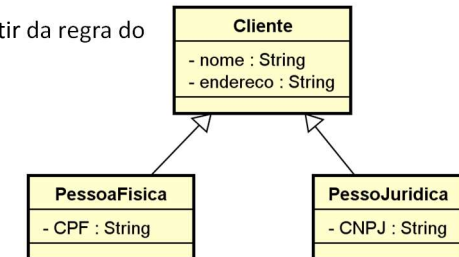 tir da regra do
Cliente
- nome : String
- endereco : String
PessoaFisica
- CPF : String
PessoJuridica
- CNPJ : String